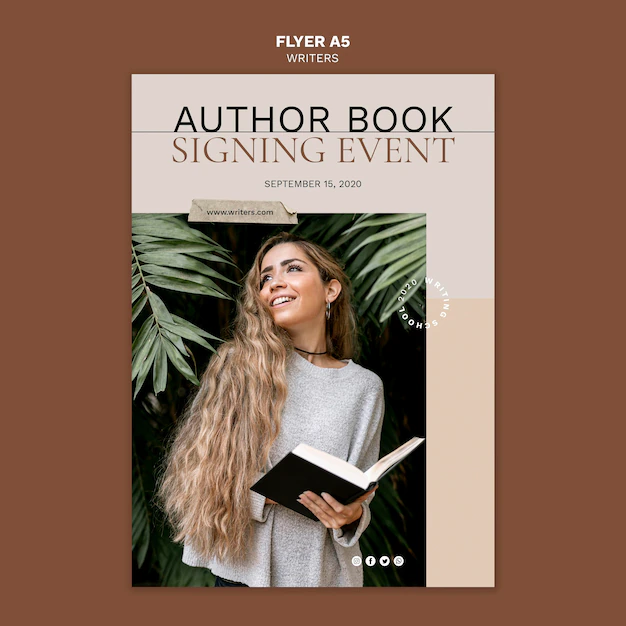 FLYER A5
WRITERS
AUTHOR BOOK
SIGNING EVENT
SEPTEMBER 15, 2020
www.writers.com
WRITING SCHOOL 2020